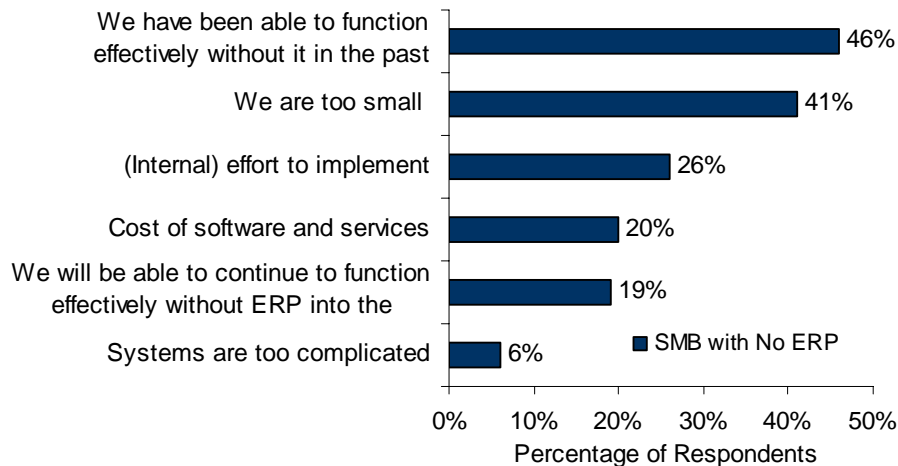 We have been able to function
effectively without it in the past
46%
We are too small
41%
(Internal) effort to implement
26%
Cost of software and services
20%
We will be able to continue to function
effectively without ERP into the
19%
Systems are too complicated
6%
SMB with No ERP
0% 10% 20% 30% 40% 50%
Percentage of Respondents